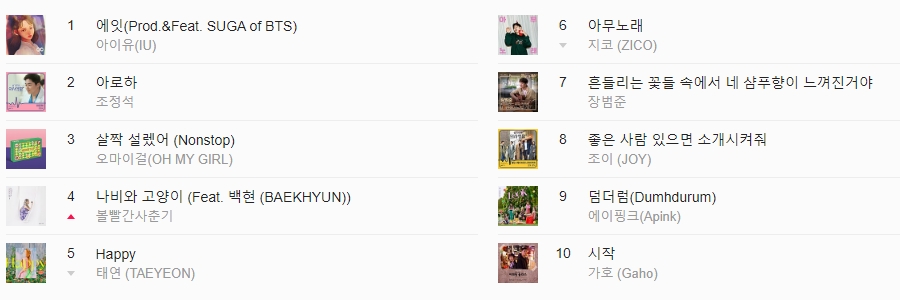 1
에잇(Prod.&Feat. SUGA of BTS)
아이유(IU)
2
아로하
조정석
3
살짝 설렜어 (Nonstop)
오마이걸(OH MY GIRL)
4
나비와 고양이 (Feat. 백현 (BAEKHYUN))
볼빨간사춘기
5
Happy
태연 (TAEYEON)
6
아무노래
지코 (ZICO)
7
흔들리는 꽃들 속에서 네 샴푸향이 느껴진거야
장범준
8
좋은 사람 있으면 소개시켜줘
조이 (JOY)
9
덤더럼(Dumhdurum)
에이핑크(Apink)
10
시작
가호 (Gaho)